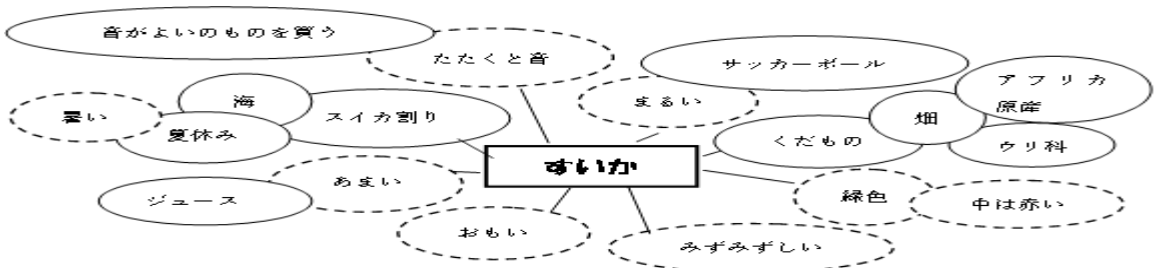 音がよいのものを買う
たたくと音
サッカーボール
アフリカ
原産
まるい
海
暑い
スイカ割り
夏休み
畑
くだもの
ウリ科
すいか
あまい
ジュース
緑色
中は赤い
おもい
みずみずしい